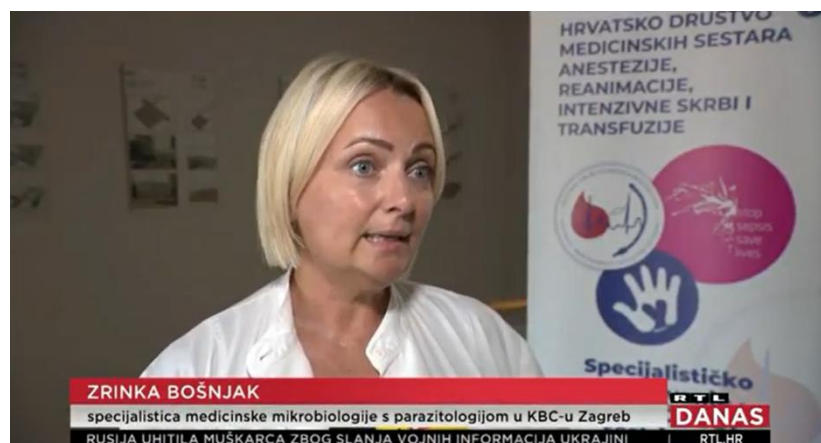 HRVATSKO DRUŠTVO
MEDICINSKIH SESTARA
ANESTEZIJE,
REANIMACIJE,
INTENZIVNE SKRBI I
TRANSFUZIJE
stop
sepsis
save
lives
Specijalističko
ZRINKA BOŠNJAK
specijalistica medicinske mikrobiologije s parazitologijom u KBC-u Zagreb
RTL
DANAS
RUSIJA UHITILA MUŠKARCA ZBOG SLANJA VOJNIH INFORMACIJA UKRAJINI
RTL.HR